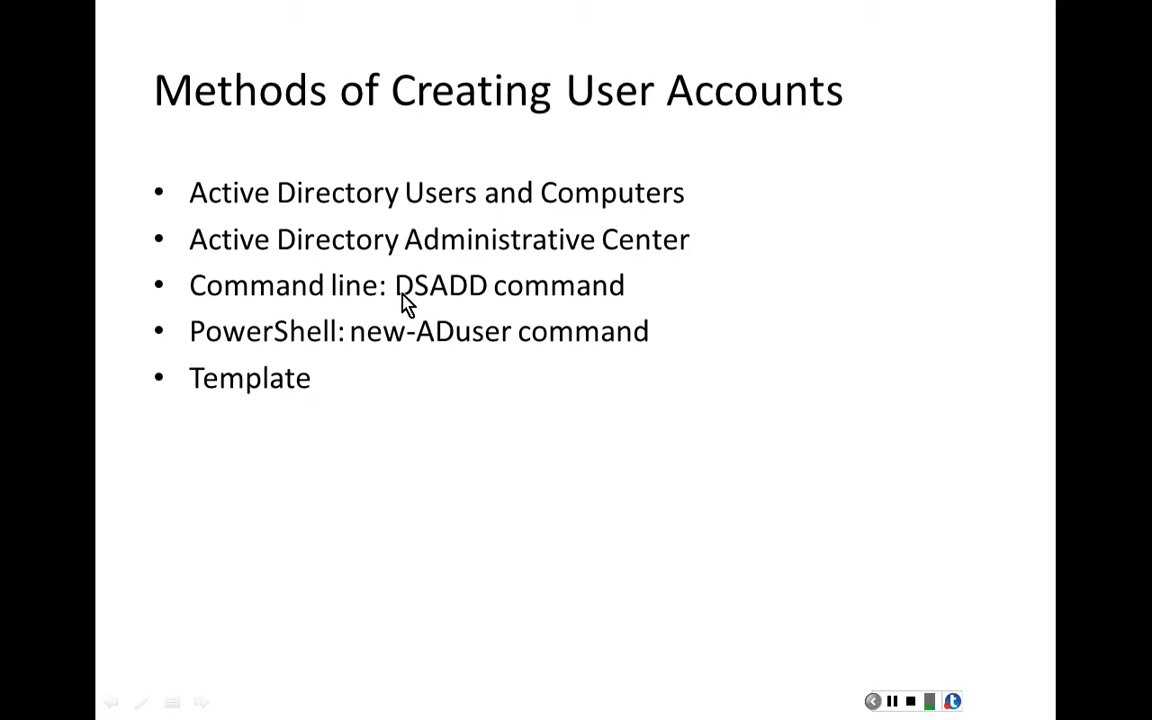 Methods of Creating User Accounts
• Active Directory Users and Computers
• Active Directory Administrative Center
• Command line: DSADD command
• PowerShell: new-ADuser command
• Template